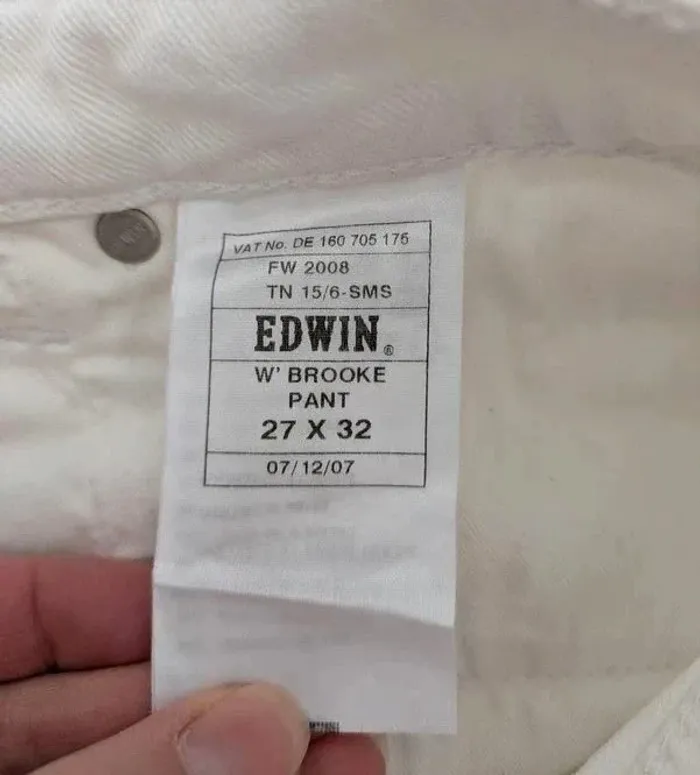 VAT No. DE 160 705 175
FW 2008
TN 15/6-SMS
EDWIN®
W' BROOKE
PANT
27 X 32
07/12/07